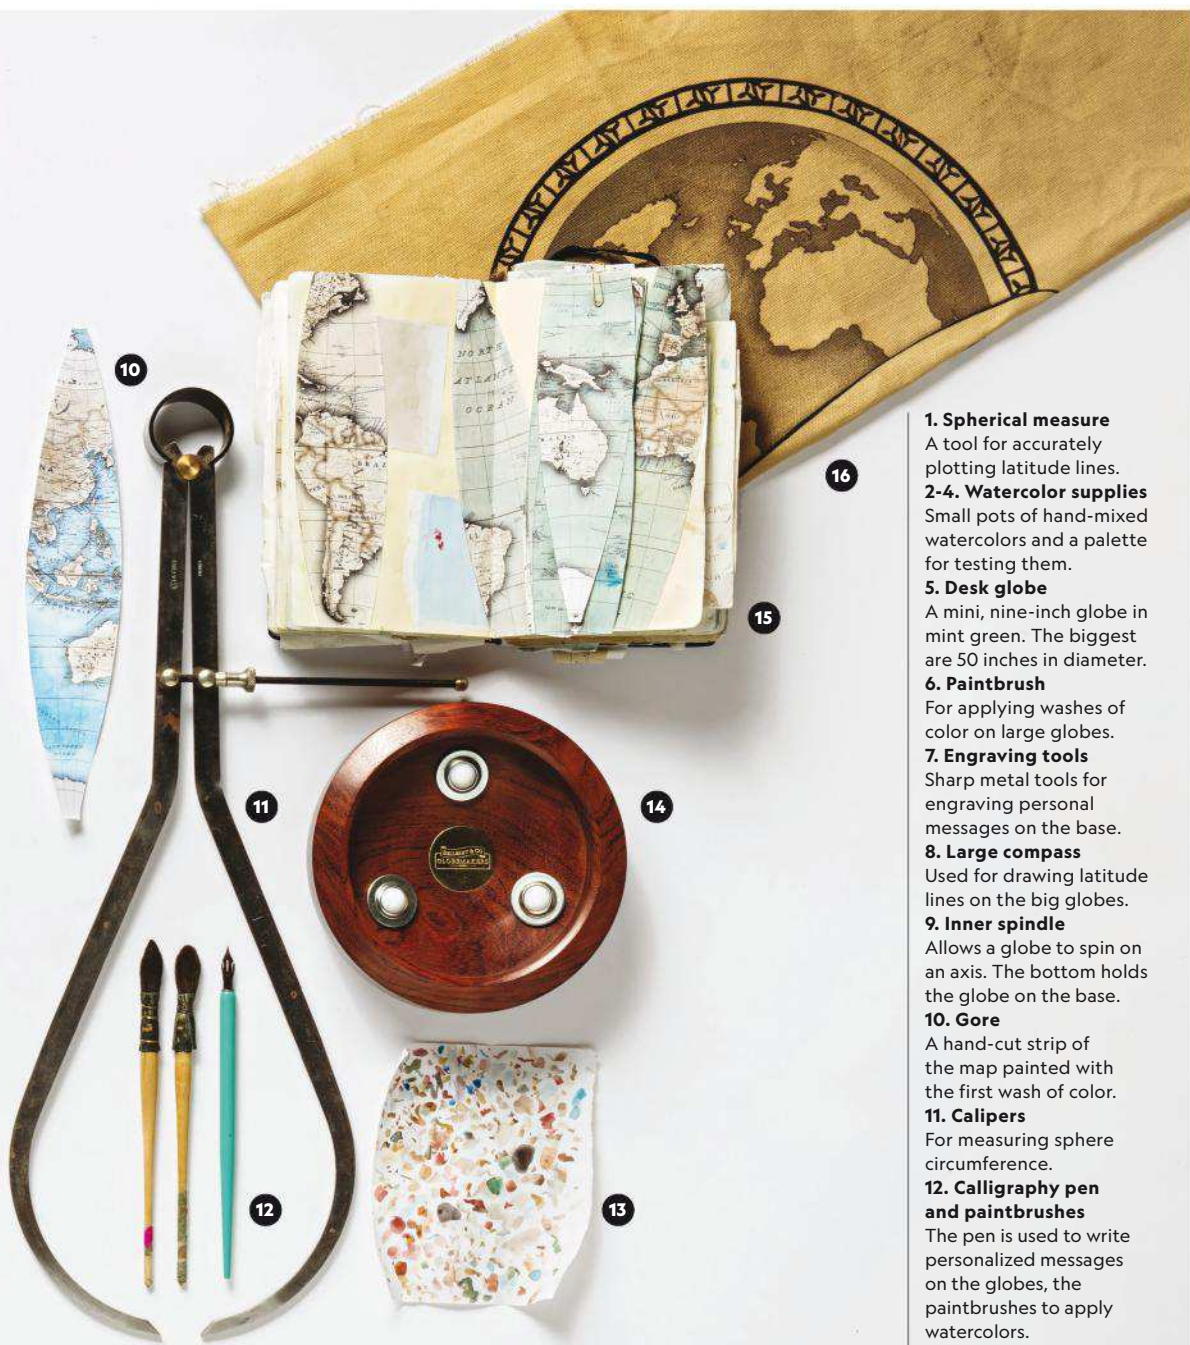 10
16
15
14
11
12
13
NORTH
ATLANTIC
OCEAN
GLOBEMAKERS
1. Spherical measure
A tool for accurately
plotting latitude lines.
2-4. Watercolor supplies
Small pots of hand-mixed
watercolors and a palette
for testing them.
5. Desk globe
A mini, nine-inch globe in
mint green. The biggest
are 50 inches in diameter.
6. Paintbrush
For applying washes of
color on large globes.
7. Engraving tools
Sharp metal tools for
engraving personal
messages on the base.
8. Large compass
Used for drawing latitude
lines on the big globes.
9. Inner spindle
Allows a globe to spin on
an axis. The bottom holds
the globe on the base.
10. Gore
A hand-cut strip of
the map painted with
the first wash of color.
11. Calipers
For measuring sphere
circumference.
12. Calligraphy pen
and paintbrushes
The pen is used to write
personalized messages
on the globes, the
paintbrushes to apply
watercolors.